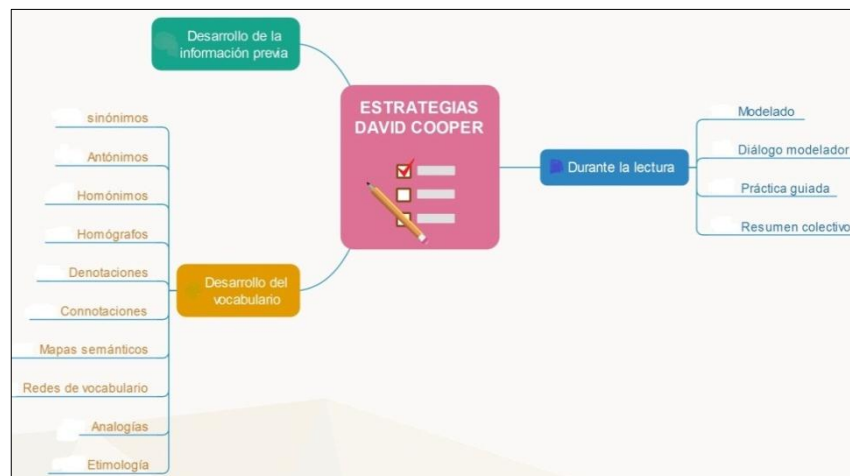 Desarrollo de la
información previa
ESTRATEGIAS
DAVID COOPER
sinónimos
Antónimos
Homónimos
Homógrafos
Denotaciones
Connotaciones
Mapas semánticos
Redes de vocabulario
Analogías
Etimología
Desarrollo del
vocabulario
Durante la lectura
Modelado
Diálogo modelador
Práctica guiada
Resumen colectivo